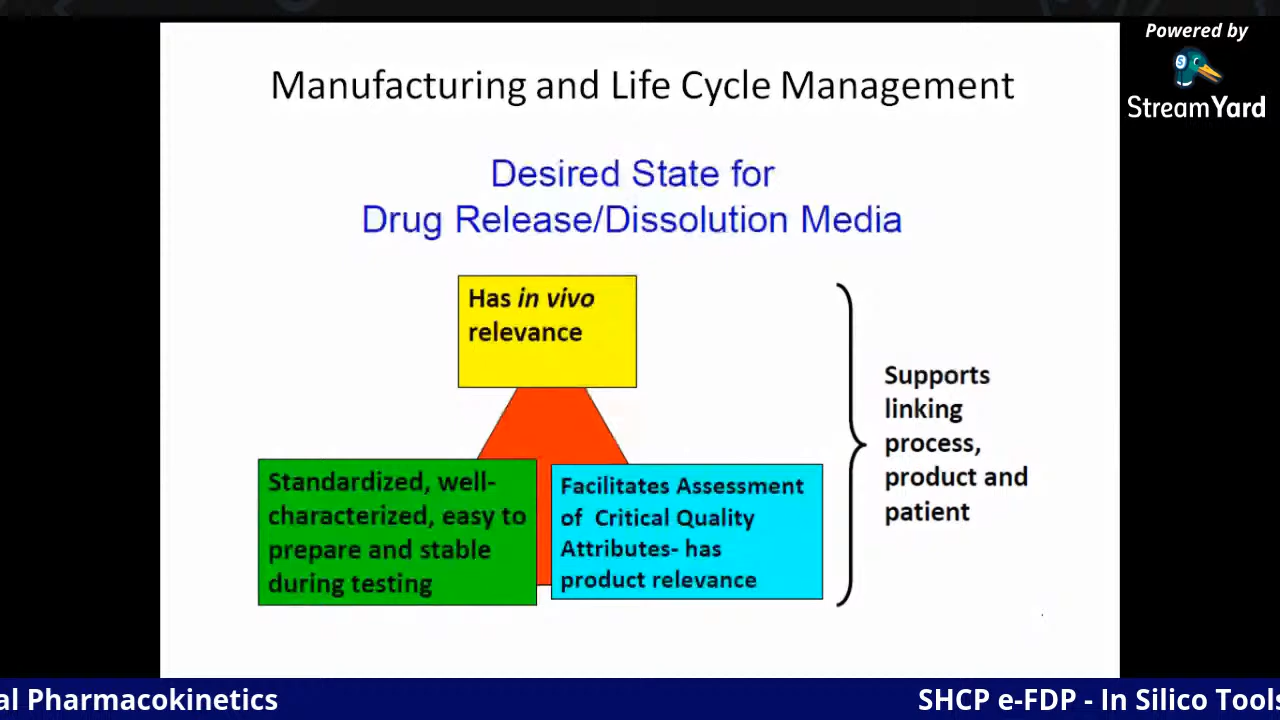 Powered by
StreamYard
Manufacturing and Life Cycle Management
Desired State for
Drug Release/Dissolution Media
Has in vivo
relevance
Standardized, well-
characterized, easy to
prepare and stable
during testing
Facilitates Assessment
of Critical Quality
Attributes- has
product relevance
Supports
linking
process,
product and
patient
al Pharmacokinetics
SHCP e-FDP - In Silico Tools